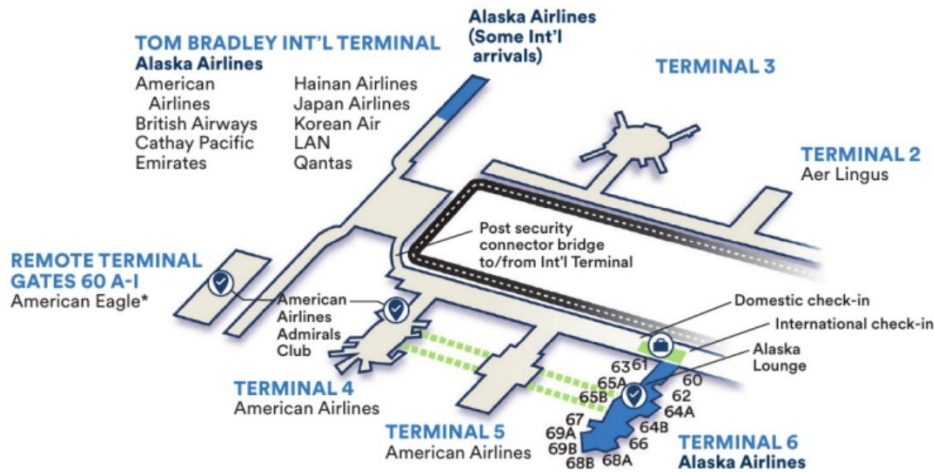 Alaska Airlines
(Some Int'l
arrivals)
TOM BRADLEY INT'L TERMINAL
Alaska Airlines
American
Airlines
British Airways
Cathay Pacific
Emirates
Hainan Airlines
Japan Airlines
Korean Air
LAN
Qantas
TERMINAL 3
TERMINAL 2
Aer Lingus
Post security
connector bridge
to/from Int'l Terminal
REMOTE TERMINAL
GATES 60 A-I
American Eagle*
American
Airlines
Admirals
Club
Domestic check-in
International check-in
Alaska
Lounge
TERMINAL 4
American Airlines
TERMINAL 5
American Airlines
63
61
65A
65B
60
62
64A
64B
67
69A
69B
68B
68A
66
TERMINAL 6
Alaska Airlines